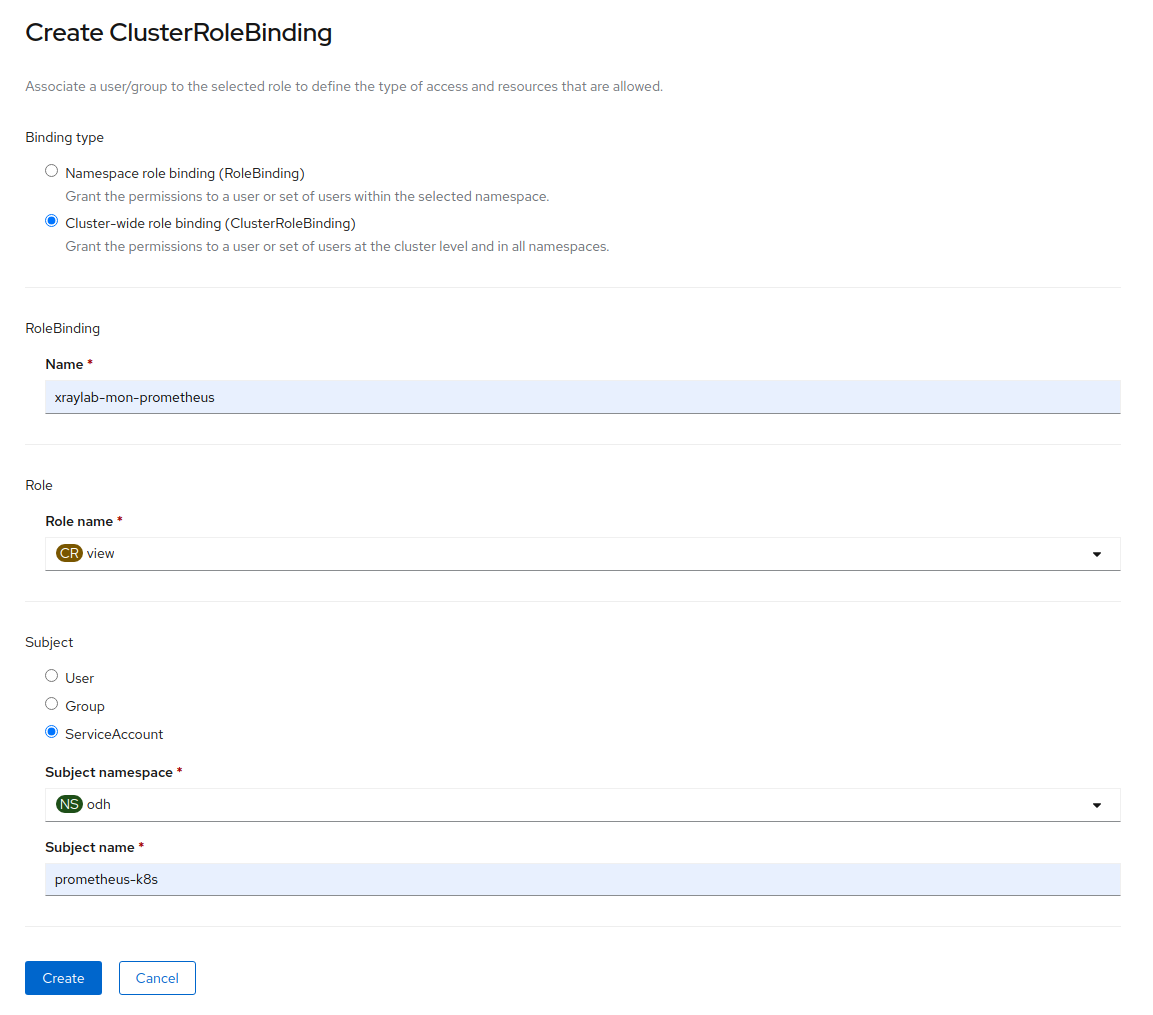 Create ClusterRoleBinding
Associate a user/group to the selected role to define the type of access and resources that are allowed.
Binding type
Namespace role binding (RoleBinding)
Grant the permissions to a user or set of users within the selected namespace.
Cluster-wide role binding (ClusterRoleBinding)
Grant the permissions to a user or set of users at the cluster level and in all namespaces.
RoleBinding
Name *
xraylab-mon-prometheus
Role
Role name *
CR view
Subject
User
Group
ServiceAccount
Subject namespace *
NS odh
Subject name *
prometheus-k8s
Create Cancel